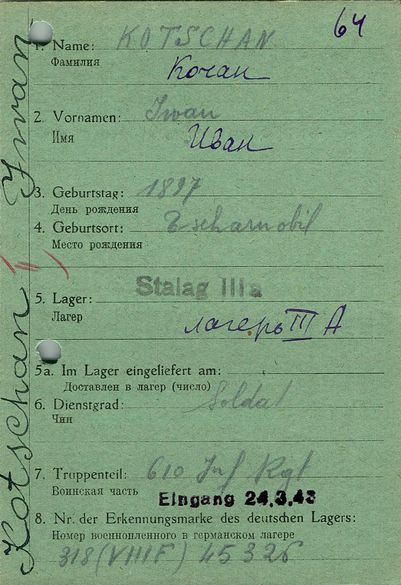 64
1. Name: KOTSCHAN
Фамилия
Кочан
2. Vornamen: Iwan
Имя
Иван
3. Geburtstag: 1897
День рождения
4. Geburtsort: Tscharnobil
Место рождения
Stalag IIIa
5. Lager:
Лагерь
лагерь III А
5a. Im Lager eingeliefert am:
Доставлен в лагерь (число)
6. Dienstgrad: Soldat
Чин
7. Truppenteil: 610 Inf Rgt
Воинская часть
Eingang 24.3.43
8. Nr. der Erkennungsmarke des deutschen Lagers:
Номер военнопленного в германском лагере
318 (VIII F) 45326
Kotschan Iwan